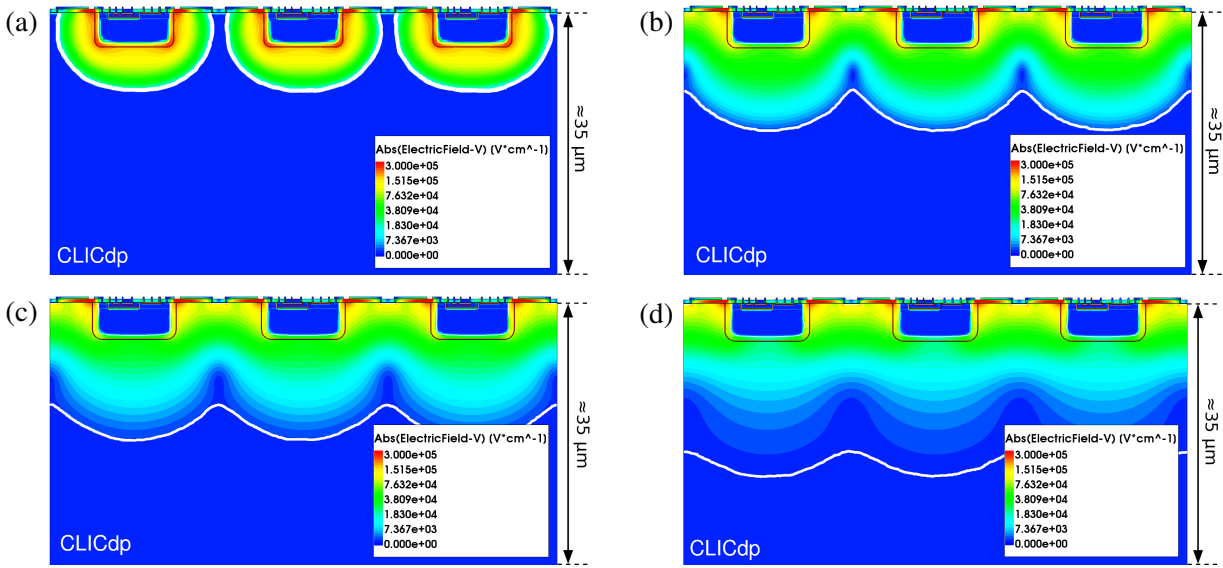 (a)
≈35 μm
Abs(ElectricField-V) (V*cm^-1)
3.000e+05
1.515e+05
7.632e+04
3.809e+04
1.830e+04
7.367e+03
0.000e+00
CLICdp
(b)
≈35 μm
Abs(ElectricField-V) (V*cm^-1)
3.000e+05
1.515e+05
7.632e+04
3.809e+04
1.830e+04
7.367e+03
0.000e+00
CLICdp
(c)
≈35 μm
Abs(ElectricField-V) (V*cm^-1)
3.000e+05
1.515e+05
7.632e+04
3.809e+04
1.830e+04
7.367e+03
0.000e+00
CLICdp
(d)
≈35 μm
Abs(ElectricField-V) (V*cm^-1)
3.000e+05
1.515e+05
7.632e+04
3.809e+04
1.830e+04
7.367e+03
0.000e+00
CLICdp